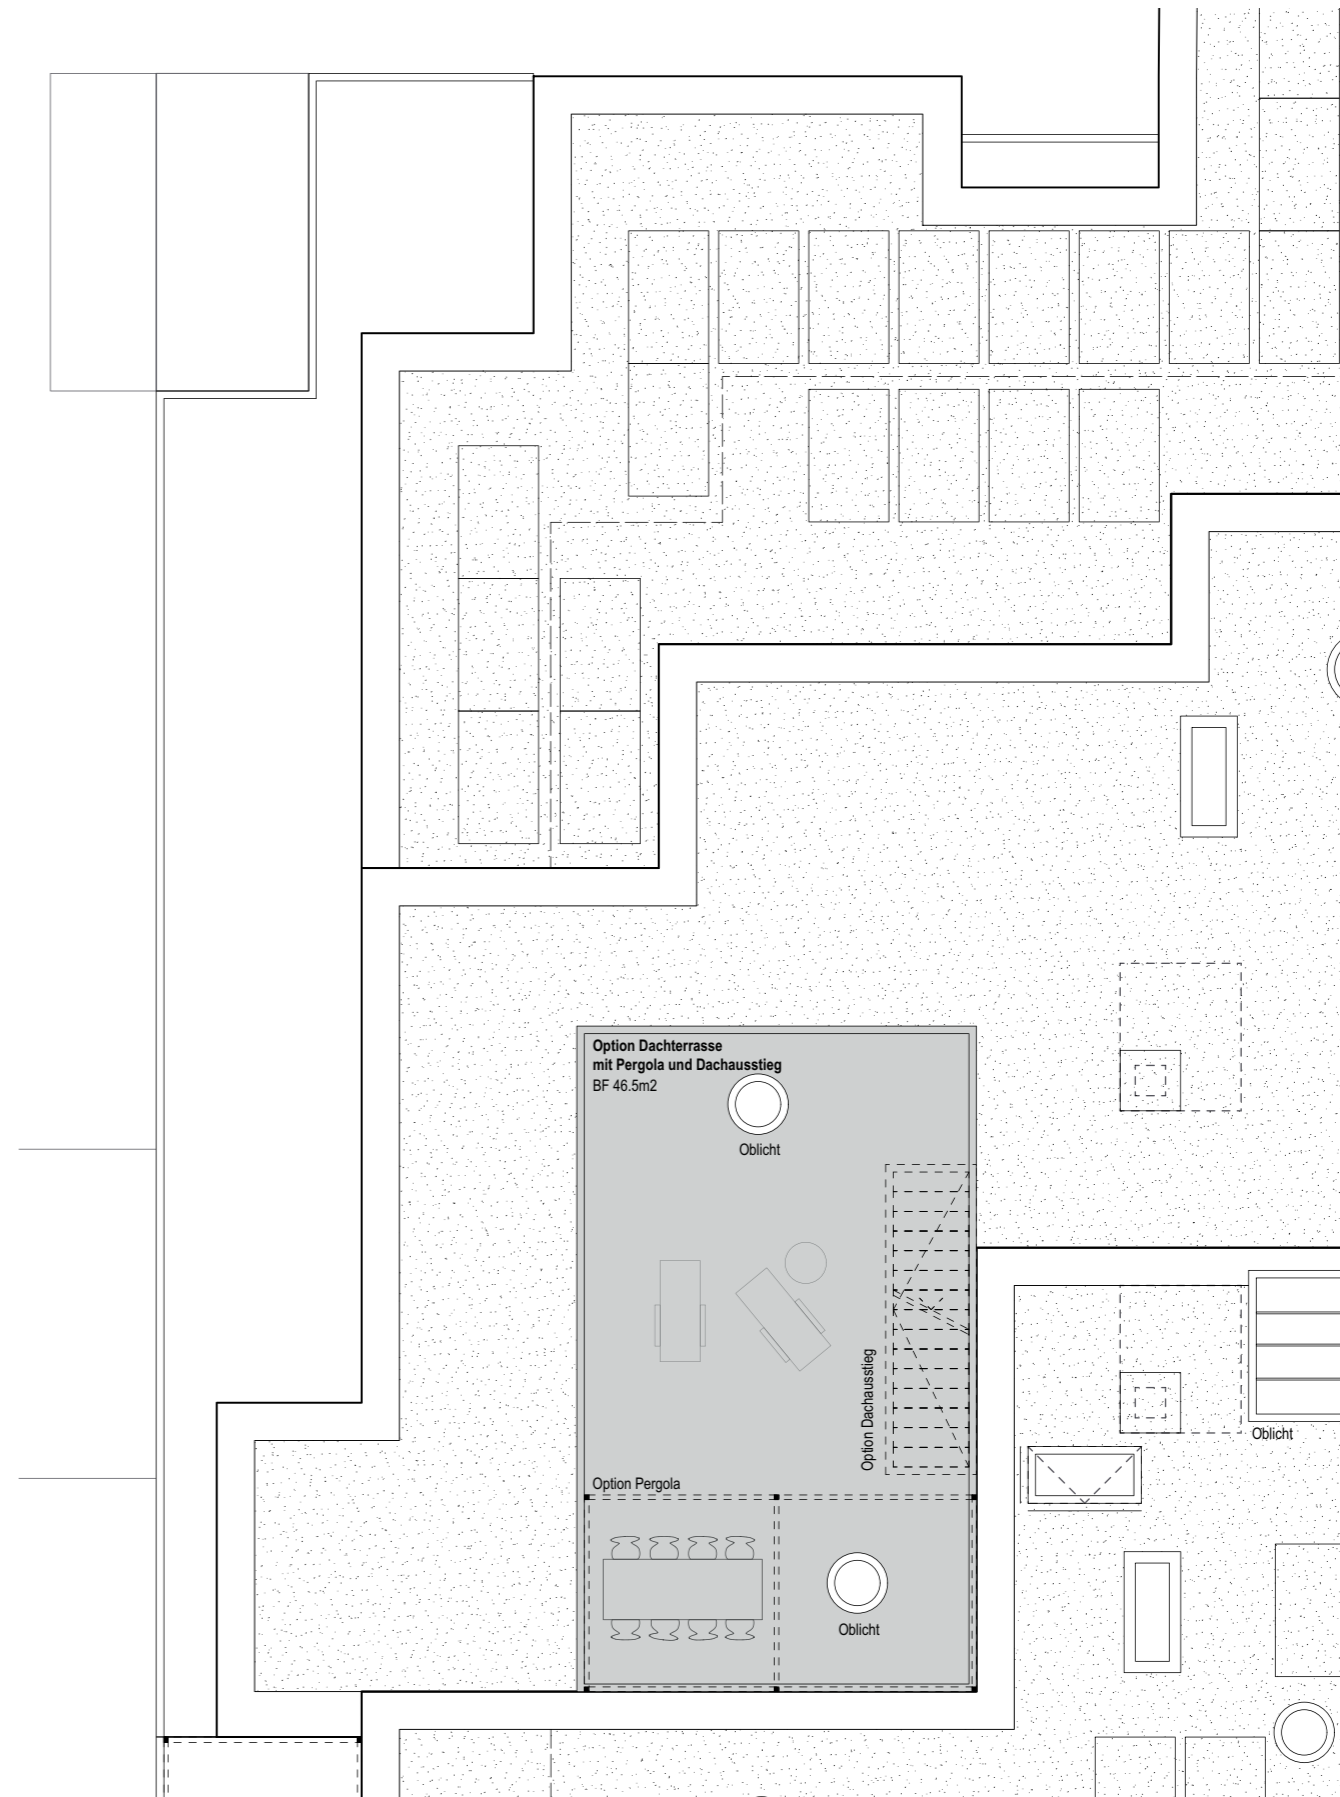 Option Dachterrasse
mit Pergola und Dachausstieg
BF 46.5m2
Oblicht
Option Dachausstieg
Oblicht
Option Pergola
Oblicht